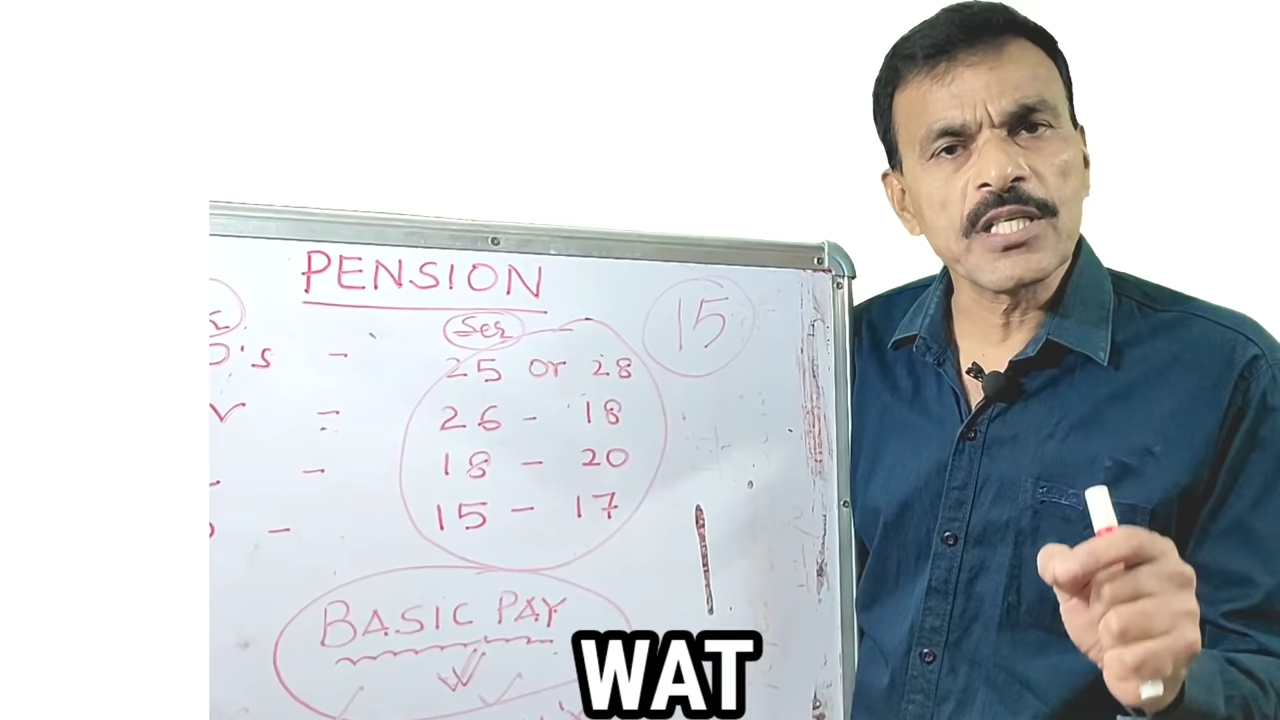 PENSION
Ser
15
O's - 25 or 28
- 26 - 18
- 18 - 20
- 15 - 17
BASIC PAY
WAT